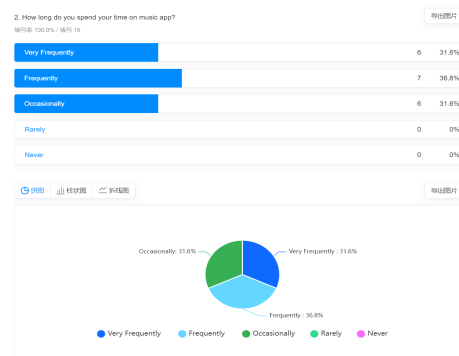 2. How long do you spend your time on music app?
导出图片
填写率 100.0% / 填写 19
Very Frequently 6 31.6%
Frequently 7 36.8%
Occasionally 6 31.6%
Rarely 0 0%
Never 0 0%
饼图 柱状图 折线图 导出图片
Occasionally: 31.6% Very Frequently : 31.6%
Frequently : 36.8%
Very Frequently Frequently Occasionally Rarely Never